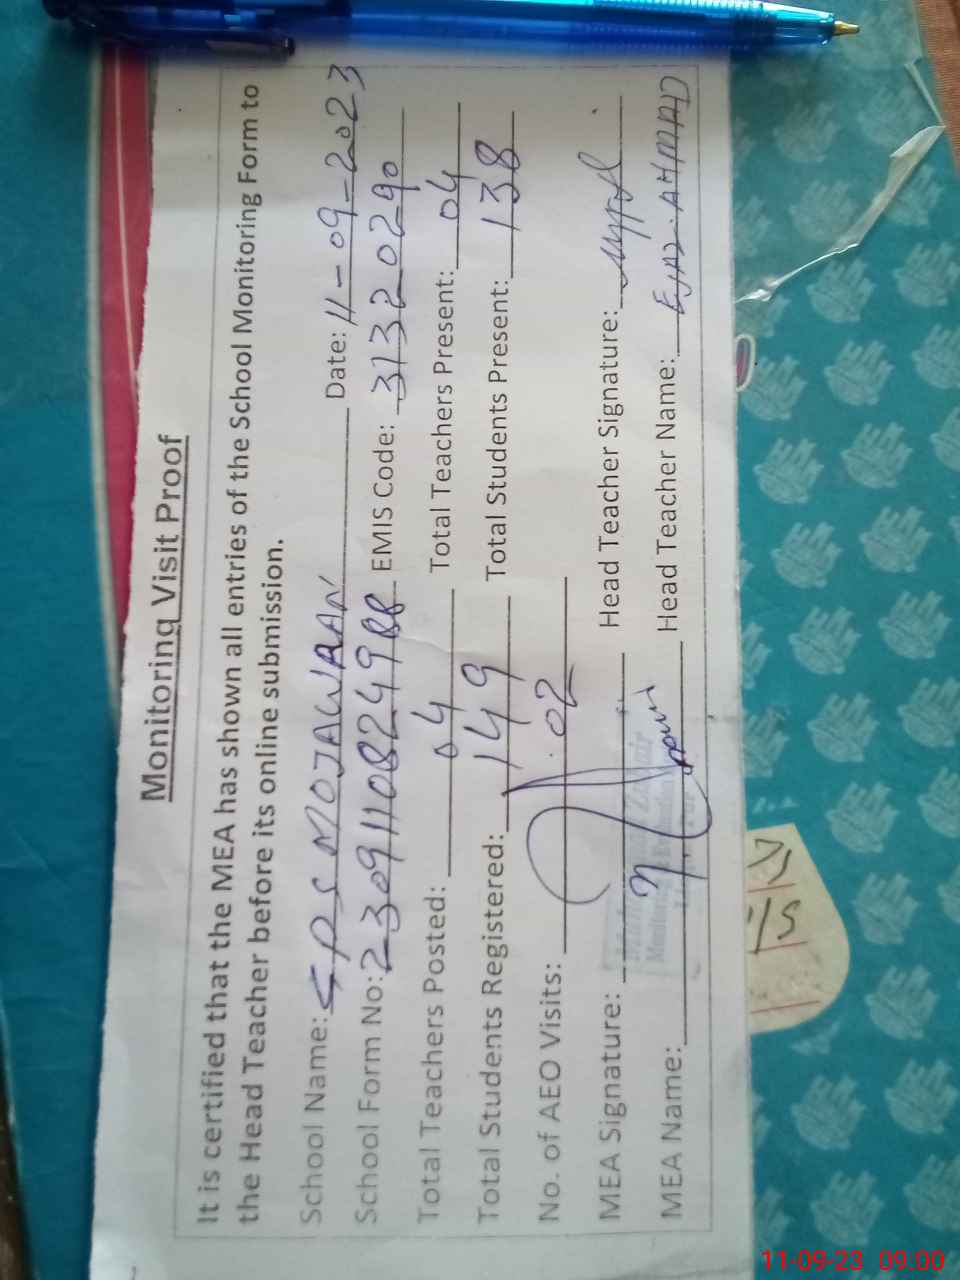 Monitoring Visit Proof
It is certified that the MEA has shown all entries of the School Monitoring Form to
the Head Teacher before its online submission.
School Name: GPS MOJAWRAN Date: 11-09-2023
School Form No: 2309110824988 EMIS Code: 31320290
Total Teachers Posted: 04 Total Teachers Present: 04
Total Students Registered: 149 Total Students Present: 138
No. of AEO Visits: 02
MEA Signature: Head Teacher Signature:
MEA Name: Head Teacher Name: EJAZ. AHMAD
11-09-23 09:00